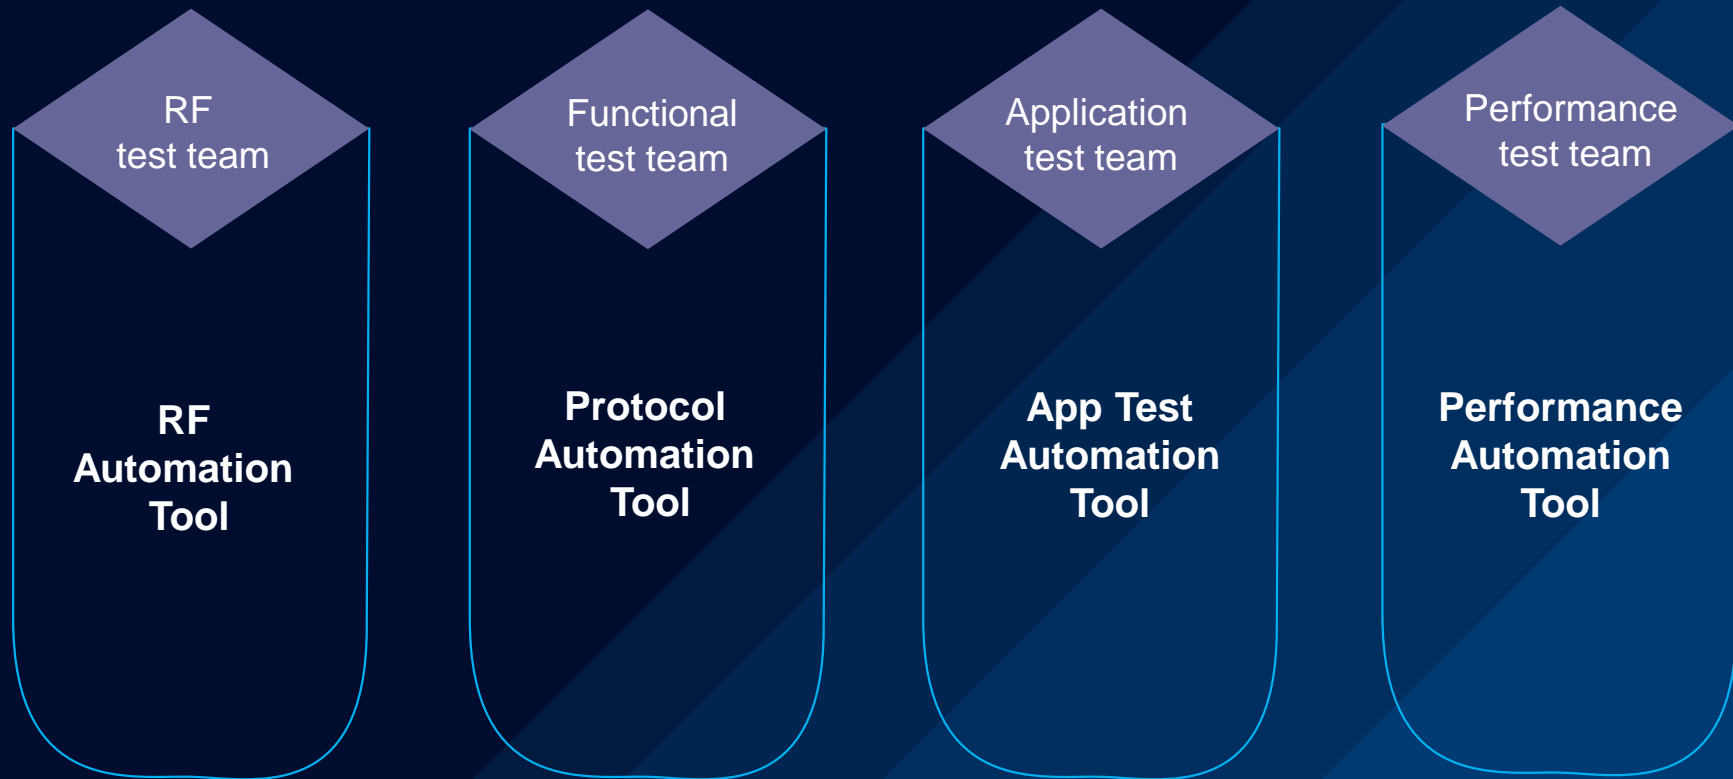 RF
test team
Functional
test team
Application
test team
Performance
test team
RF
Automation
Tool
Protocol
Automation
Tool
App Test
Automation
Tool
Performance
Automation
Tool